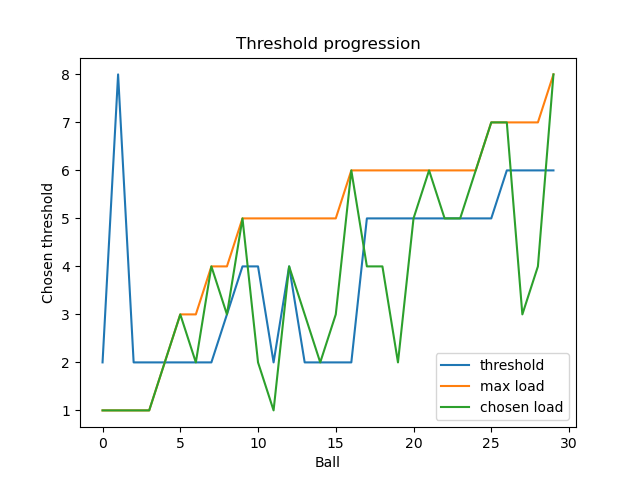 Threshold progression
Chosen threshold
8
7
6
5
4
3
2
1
threshold
max load
chosen load
0 5 10 15 20 25 30
Ball